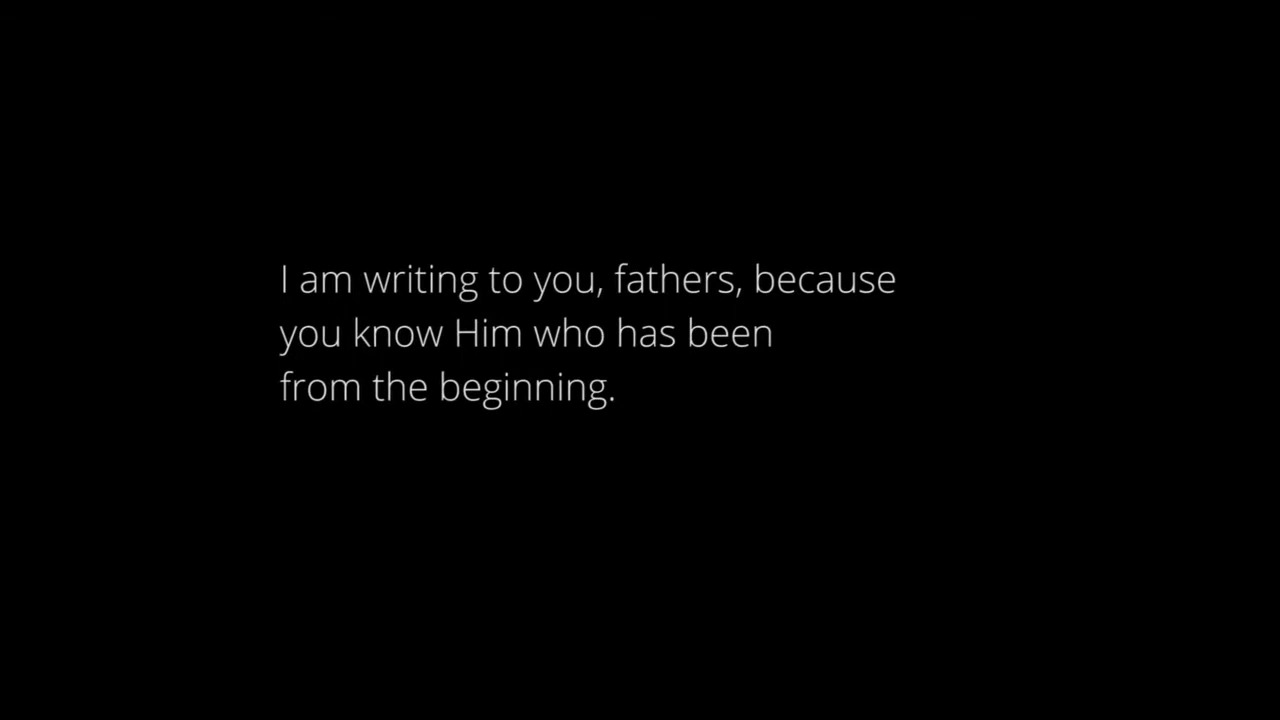 I am writing to you, fathers, because
you know Him who has been
from the beginning.